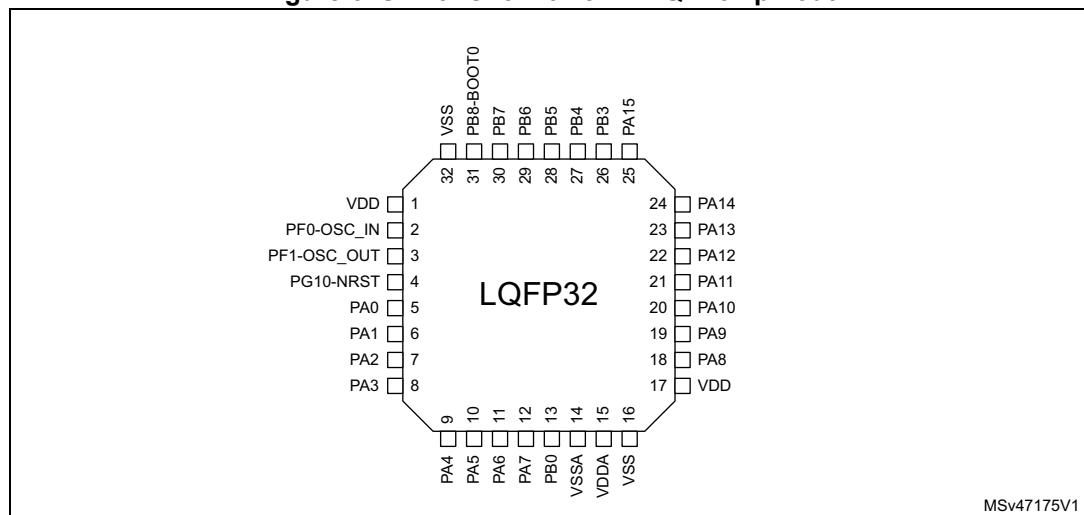 VSS
PB8-BOOT0
PB7
PB6
PB5
PB4
PB3
PA15
32
31
30
29
28
27
26
25
VDD 1
PF0-OSC_IN 2
PF1-OSC_OUT 3
PG10-NRST 4
PA0 5
PA1 6
PA2 7
PA3 8
LQFP32
24 PA14
23 PA13
22 PA12
21 PA11
20 PA10
19 PA9
18 PA8
17 VDD
9
10
11
12
13
14
15
16
PA4
PA5
PA6
PA7
PB0
VSSA
VDDA
VSS
MSv47175V1